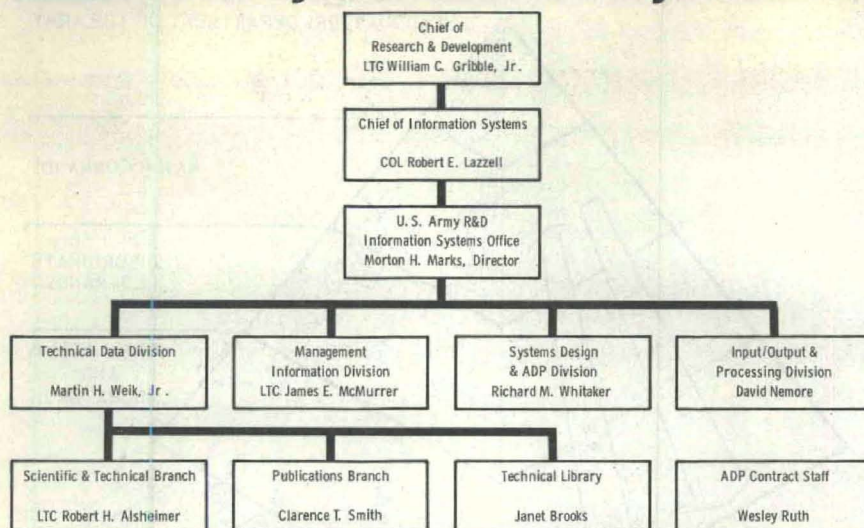 Chief of
Research & Development
LTG William C. Gribble, Jr.
Chief of Information Systems
COL Robert E. Lazzell
U. S. Army R&D
Information Systems Office
Morton H. Marks, Director
Technical Data Division
Martin H. Weik, Jr.
Management
Information Division
LTC James E. McMurrer
Systems Design
& ADP Division
Richard M. Whitaker
Input/Output &
Processing Division
David Nemore
Scientific & Technical Branch
LTC Robert H. Alsheimer
Publications Branch
Clarence T. Smith
Technical Library
Janet Brooks
ADP Contract Staff
Wesley Ruth